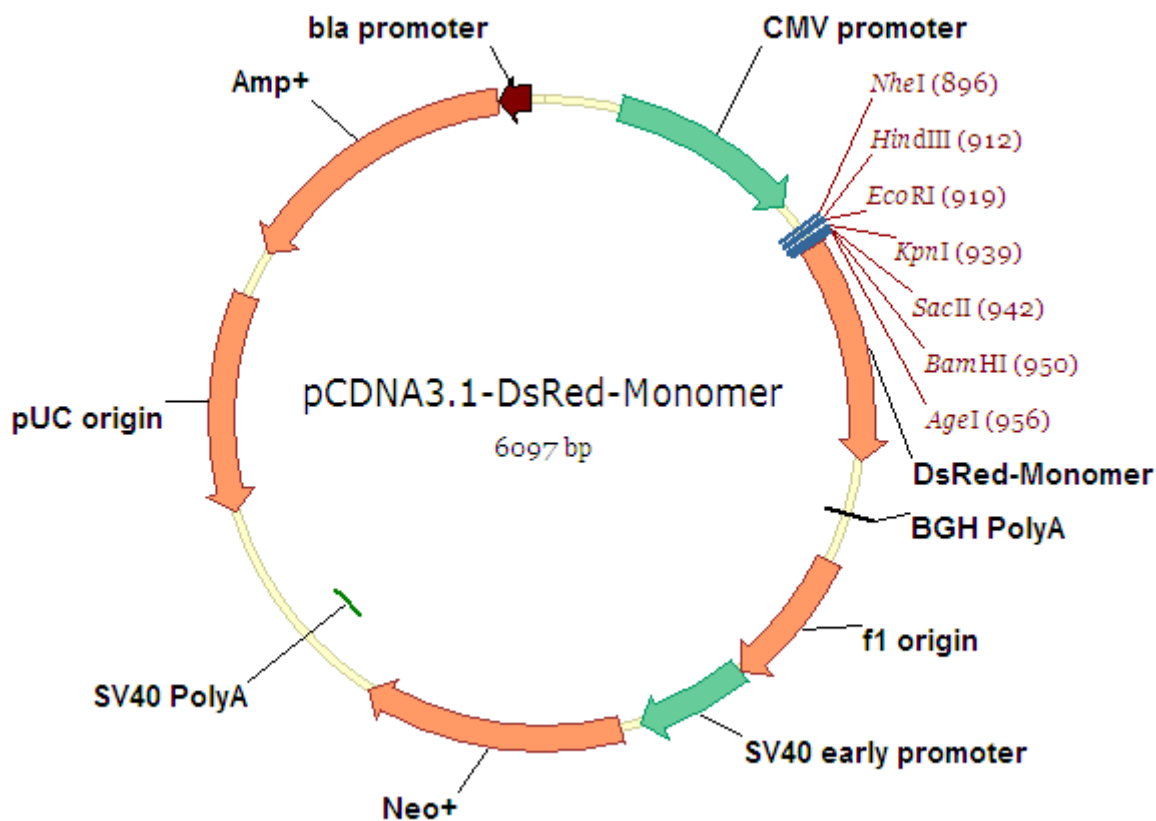 bla promoter
CMV promoter
Amp+
NheI (896)
HindIII (912)
EcoRI (919)
KpnI (939)
SacII (942)
BamHI (950)
AgeI (956)
pCDNA3.1-DsRed-Monomer
6097 bp
pUC origin
DsRed-Monomer
BGH PolyA
f1 origin
SV40 PolyA
SV40 early promoter
Neo+